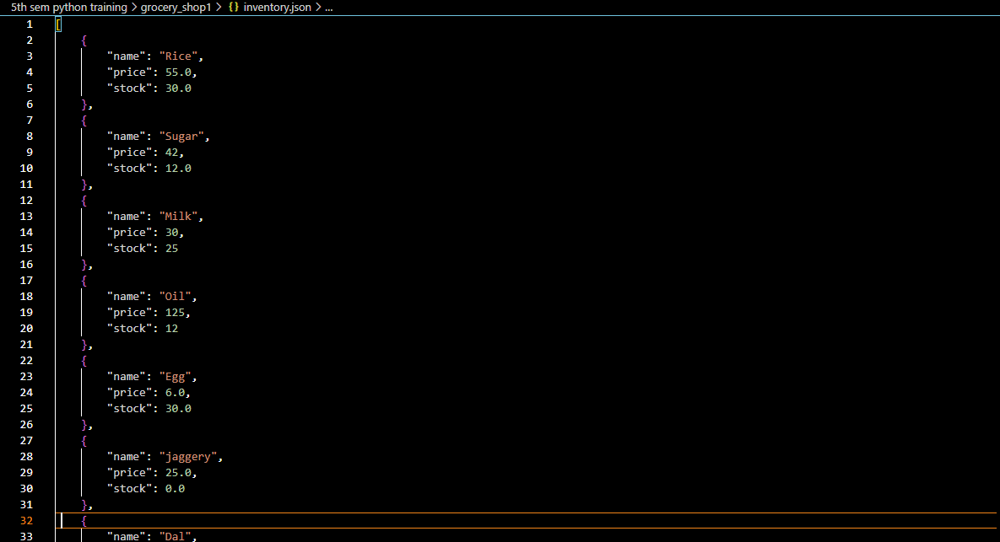 5th sem python training > grocery_shop1 > {} inventory.json > ...
1 [
2 {
3 "name": "Rice",
4 "price": 55.0,
5 "stock": 30.0
6 },
7 {
8 "name": "Sugar",
9 "price": 42,
10 "stock": 12.0
11 },
12 {
13 "name": "Milk",
14 "price": 30,
15 "stock": 25
16 },
17 {
18 "name": "Oil",
19 "price": 125,
20 "stock": 12
21 },
22 {
23 "name": "Egg",
24 "price": 6.0,
25 "stock": 30.0
26 },
27 {
28 "name": "jaggery",
29 "price": 25.0,
30 "stock": 0.0
31 },
32 {
33 "name": "Dal",